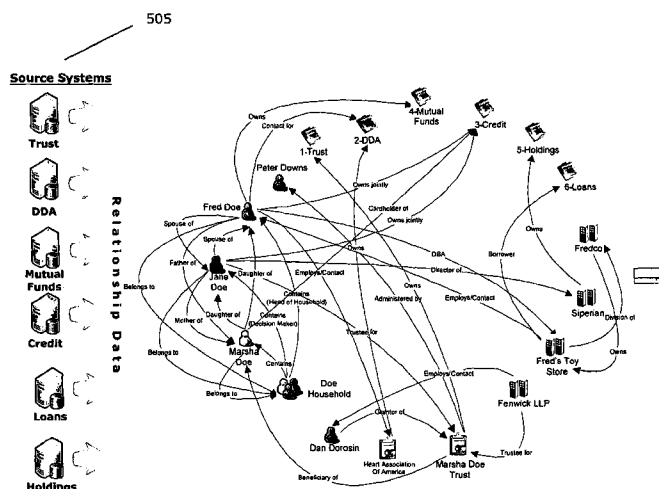 505
Source Systems
Trust
DDA
Mutual
Funds
Credit
Loans
Holdings
Relationship Data
4-Mutual
Funds
3-Credit
2-DDA
1-Trust
5-Holdings
6-Loans
Owns
Contact for
Peter Downs
Fred Doe
Owns jointly
Cardholder of
Owns jointly
Spouse of
Spouse of
Father of
Jane
Doe
Daughter of
Belongs to
Employs/Contact
Contains
(Head of Household)
Owns
Owns
Administered by
DBA
Director of
Borrower
Owns
Fredco
Siperian
Employs/Contact
Division of
Owns
Fred's Toy
Store
Mother of
Daughter of
Contains
(Decision Maker)
Trustee for
Marsha
Doe
Belongs to
Contains
Doe
Household
Belongs to
Employs/Contact
Fenwick LLP
Grantor of
Dan Dorosin
Heart Association
Of America
Marsha Doe
Trust
Trustee for
Beneficiary of